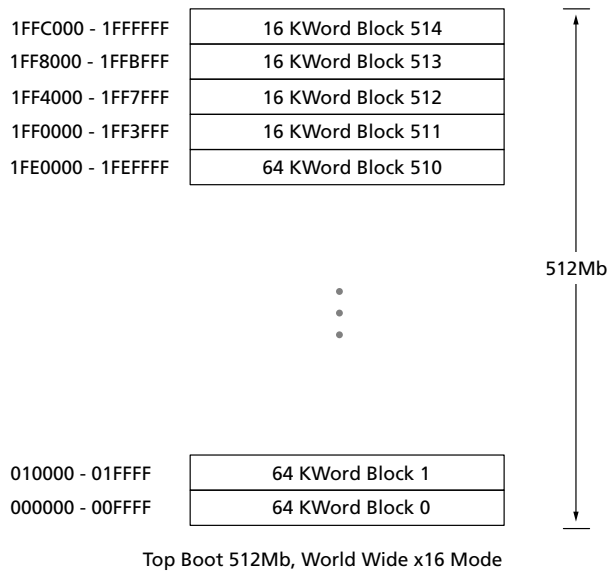 1FFC000 - 1FFFFFF 16 KWord Block 514
1FF8000 - 1FFBFFF 16 KWord Block 513
1FF4000 - 1FF7FFF 16 KWord Block 512
1FF0000 - 1FF3FFF 16 KWord Block 511
1FE0000 - 1FEFFFF 64 KWord Block 510
512Mb
010000 - 01FFFF 64 KWord Block 1
000000 - 00FFFF 64 KWord Block 0
Top Boot 512Mb, World Wide x16 Mode